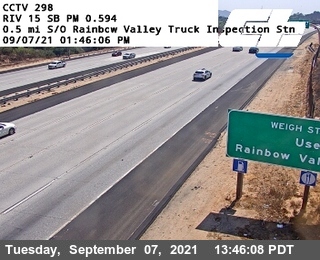 CCTV 298
RIV 15 SB PM 0.594
0.5 mi S/O Rainbow Valley Truck Inspection Stn
09/07/21 01:46:06 PM
WEIGH ST
Use
Rainbow Val
Tuesday, September 07, 2021 13:46:08 PDT